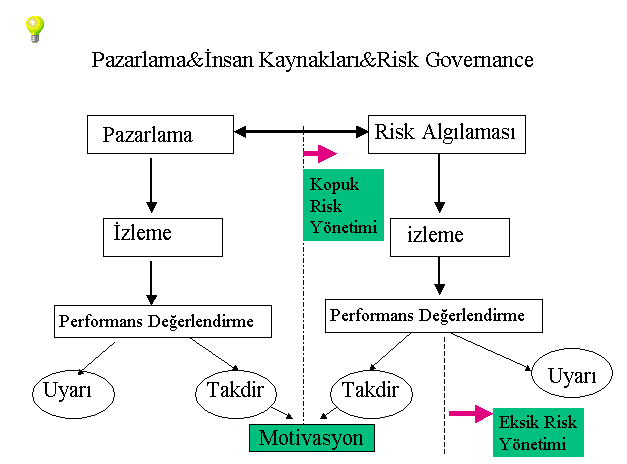 Pazarlama&İnsan Kaynakları&Risk Governance
Pazarlama
Risk Algılaması
Kopuk
Risk
Yönetimi
İzleme
izleme
Performans Değerlendirme
Performans Değerlendirme
Uyarı
Takdir
Takdir
Uyarı
Motivasyon
Eksik Risk
Yönetimi